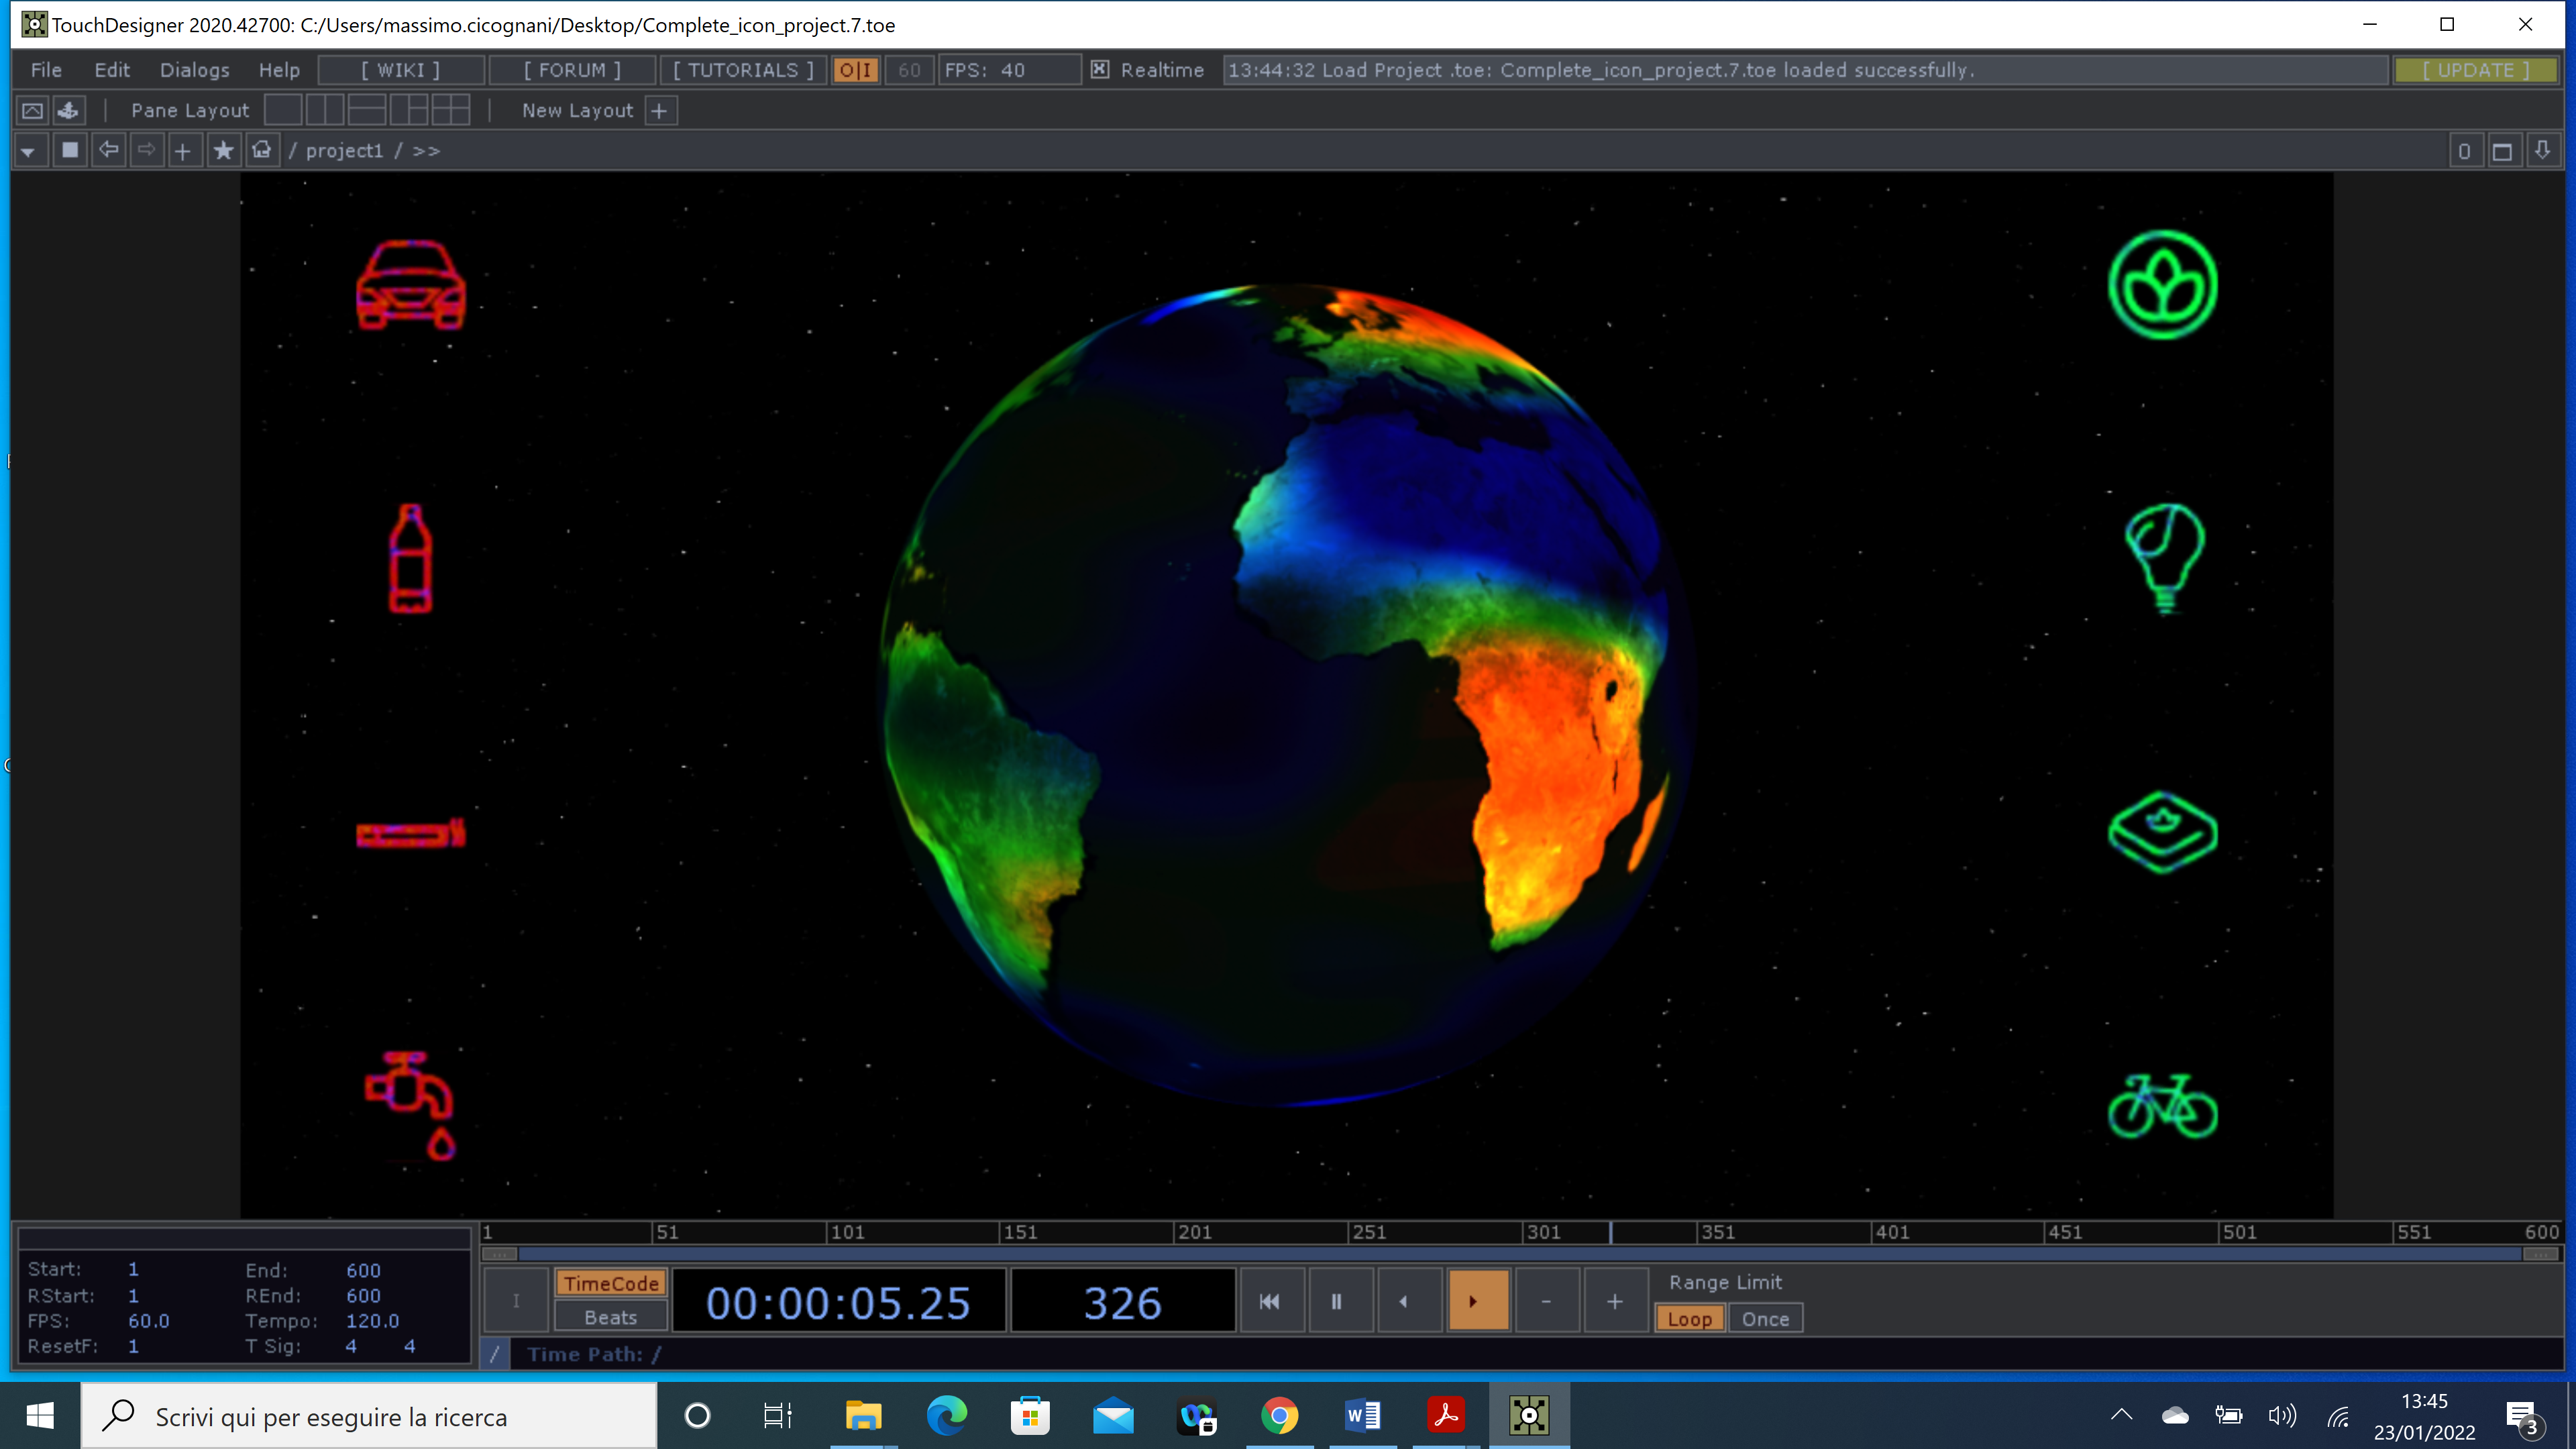 TouchDesigner 2020.42700: C:/Users/massimo.cicognani/Desktop/Complete_icon_project.7.toe
File Edit Dialogs Help [ WIKI ] [ FORUM ] [ TUTORIALS ] O|I 60 FPS: 40 Realtime 13:44:32 Load Project .toe: Complete_icon_project.7.toe loaded successfully. [ UPDATE ]
Pane Layout New Layout +
+ / project1 / >> 0
1 51 101 151 201 251 301 351 401 451 501 551 600
Start: 1 End: 600
RStart: 1 REnd: 600
FPS: 60.0 Tempo: 120.0
ResetF: 1 T Sig: 4 4
I TimeCode Beats 00:00:05.25 326 - + Range Limit
Loop Once
/ Time Path: /
Scrivi qui per eseguire la ricerca
13:45
23/01/2022
3